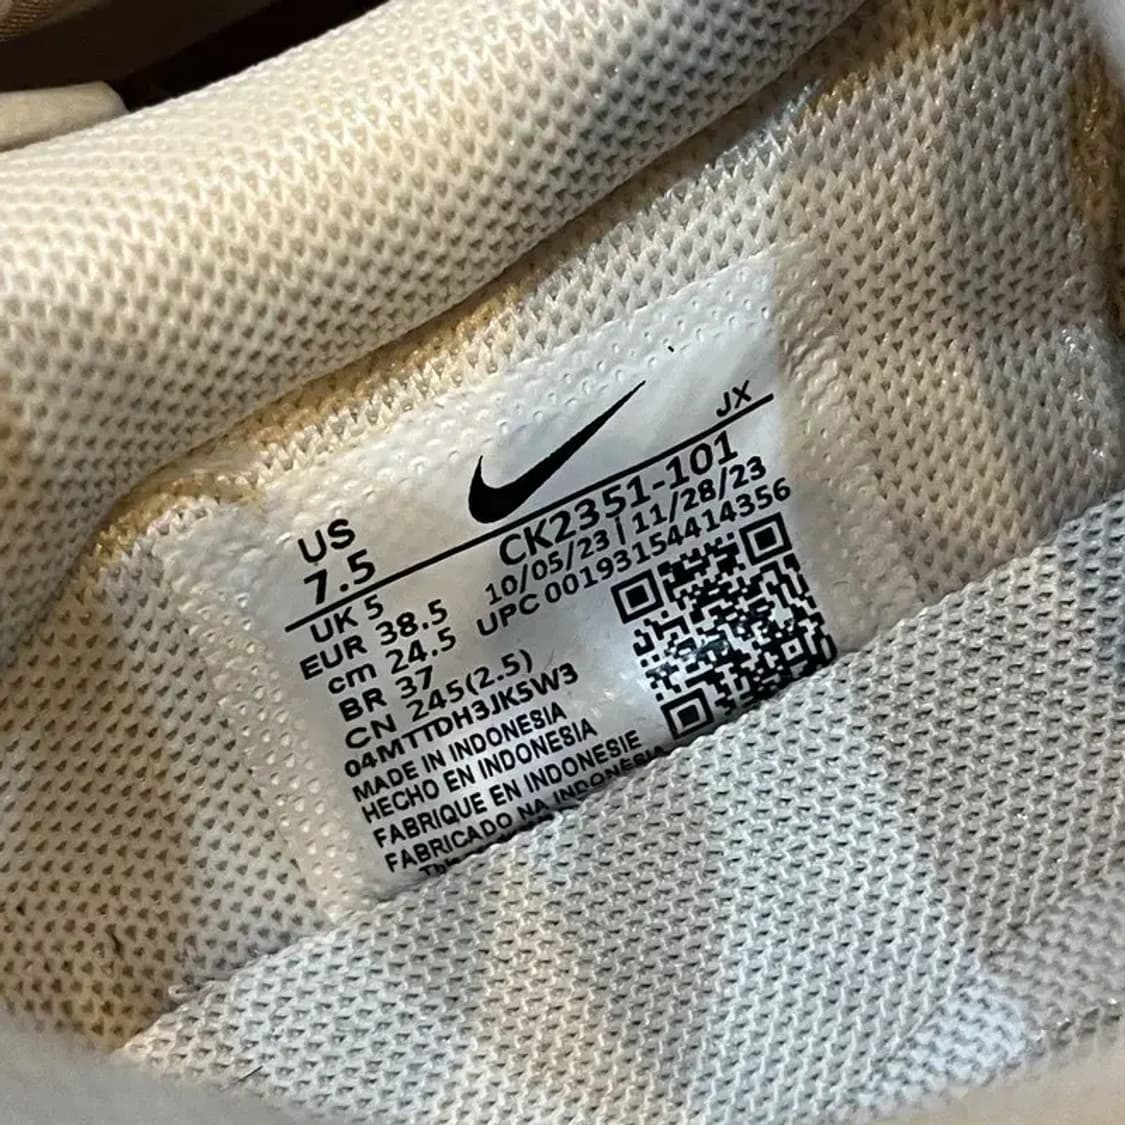 JX
US
7.5
CK2351-101
10/05/23 | 11/28/23
UPC 00193154414356
UK 5
EUR 38.5
cm 24.5
BR 37
CN 245(2.5)
04MTTDH3JK5W3
MADE IN INDONESIA
HECHO EN INDONESIA
FABRIQUE EN INDONESIE
FABRICADO NA INDONÉSIA